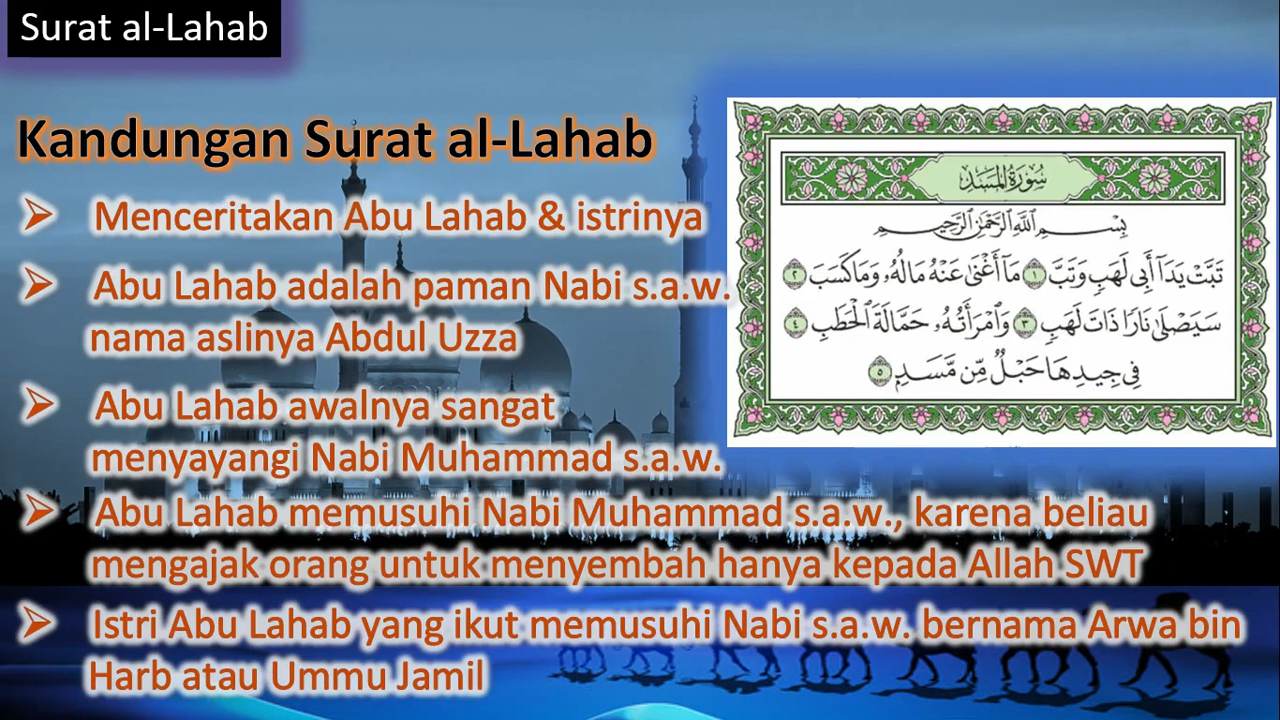 Surat al-Lahab
Kandungan Surat al-Lahab
➢ Menceritakan Abu Lahab & istrinya
➢ Abu Lahab adalah paman Nabi s.a.w.
nama aslinya Abdul Uzza
➢ Abu Lahab awalnya sangat
menyayangi Nabi Muhammad s.a.w.
➢ Abu Lahab memusuhi Nabi Muhammad s.a.w., karena beliau
mengajak orang untuk menyembah hanya kepada Allah SWT
➢ Istri Abu Lahab yang ikut memusuhi Nabi s.a.w. bernama Arwa bin
Harb atau Ummu Jamil
سُورَةُ المَسَدِ
بِسْمِ اللَّهِ الرَّحْمَٰنِ الرَّحِيمِ
تَبَّتْ يَدَآ أَبِى لَهَبٍ وَتَبَّ ١ مَآ أَغْنَىٰ عَنْهُ مَالُهُۥ وَمَا كَسَبَ ٢
سَيَصْلَىٰ نَارًا ذَاتَ لَهَبٍ ٣ وَٱمْرَأَتُهُۥ حَمَّالَةَ ٱلْحَطَبِ ٤
فِى جِيدِهَا حَبْلٌ مِّن مَّسَدٍۭ ٥